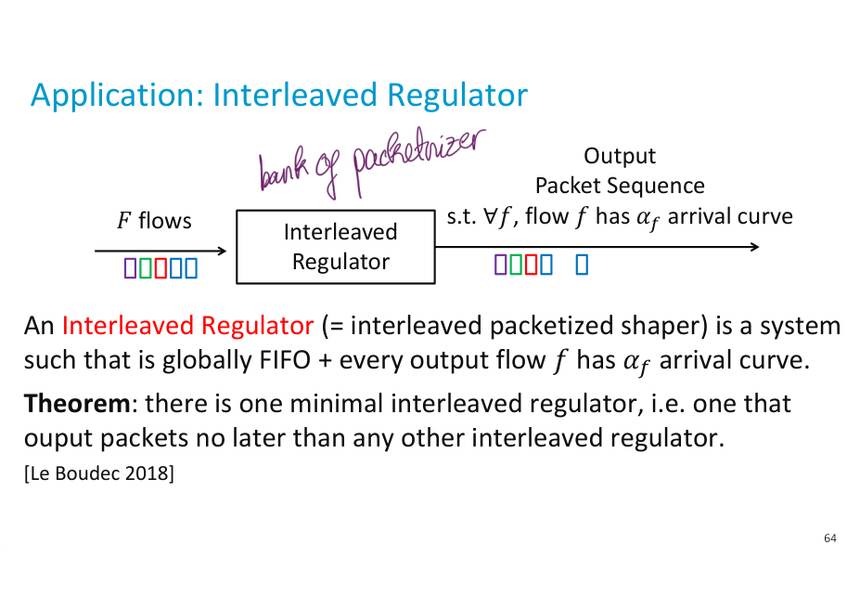 Application: Interleaved Regulator
bank of packetnizer
Output
Packet Sequence
s.t. ∀f, flow f has α_f arrival curve
F flows
Interleaved
Regulator
An Interleaved Regulator (= interleaved packetized shaper) is a system
such that is globally FIFO + every output flow f has α_f arrival curve.
Theorem: there is one minimal interleaved regulator, i.e. one that
ouput packets no later than any other interleaved regulator.
[Le Boudec 2018]
64